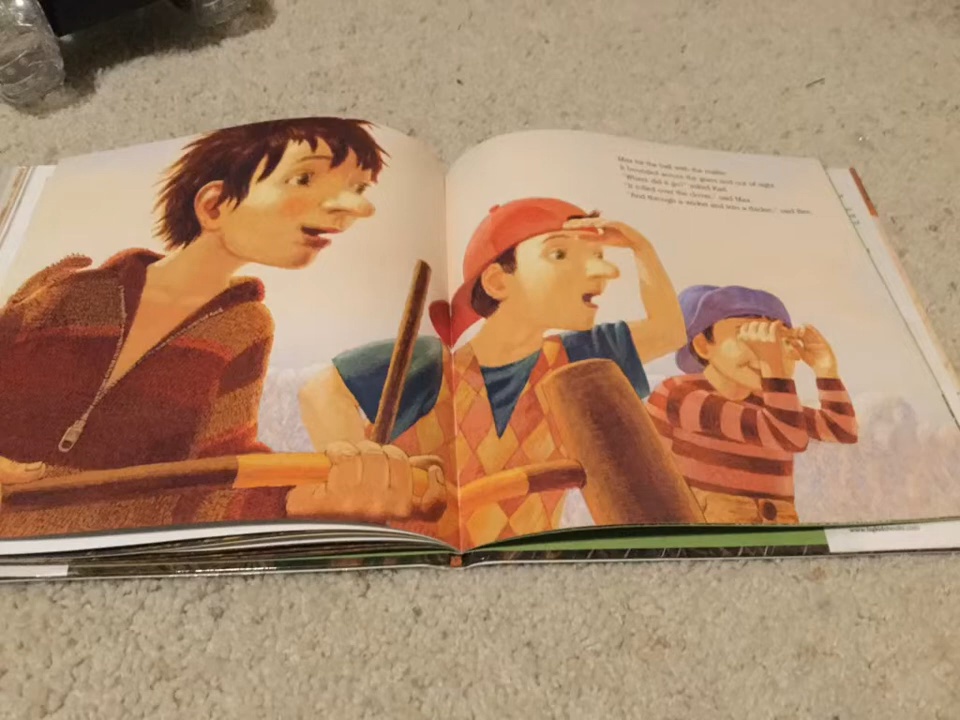 Max hit the ball with the mallet.
It bounded across the grass and out of sight.
"Where did it go?" asked Karl.
"It rolled over the clover," said Max.
"And through a wicket and into a thicket," said Ben.